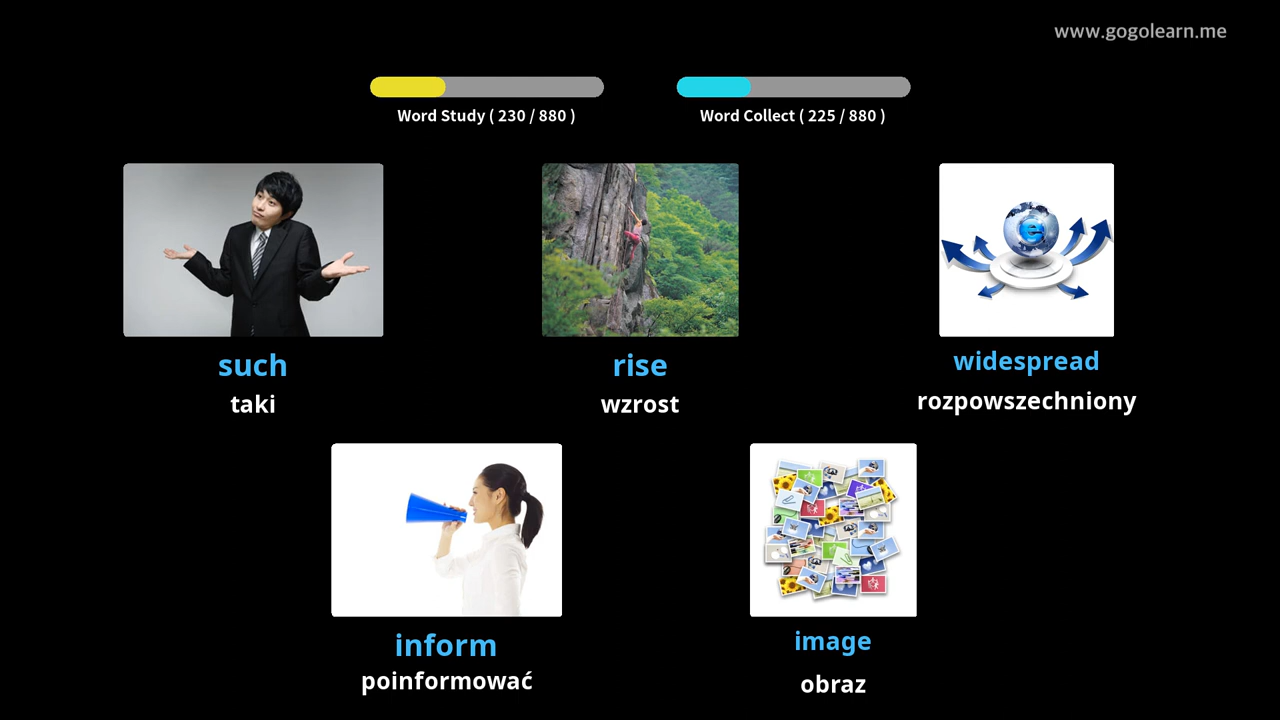 www.gogolearn.me
Word Study ( 230 / 880 )
Word Collect ( 225 / 880 )
such
taki
rise
wzrost
widespread
rozpowszechniony
inform
poinformować
image
obraz